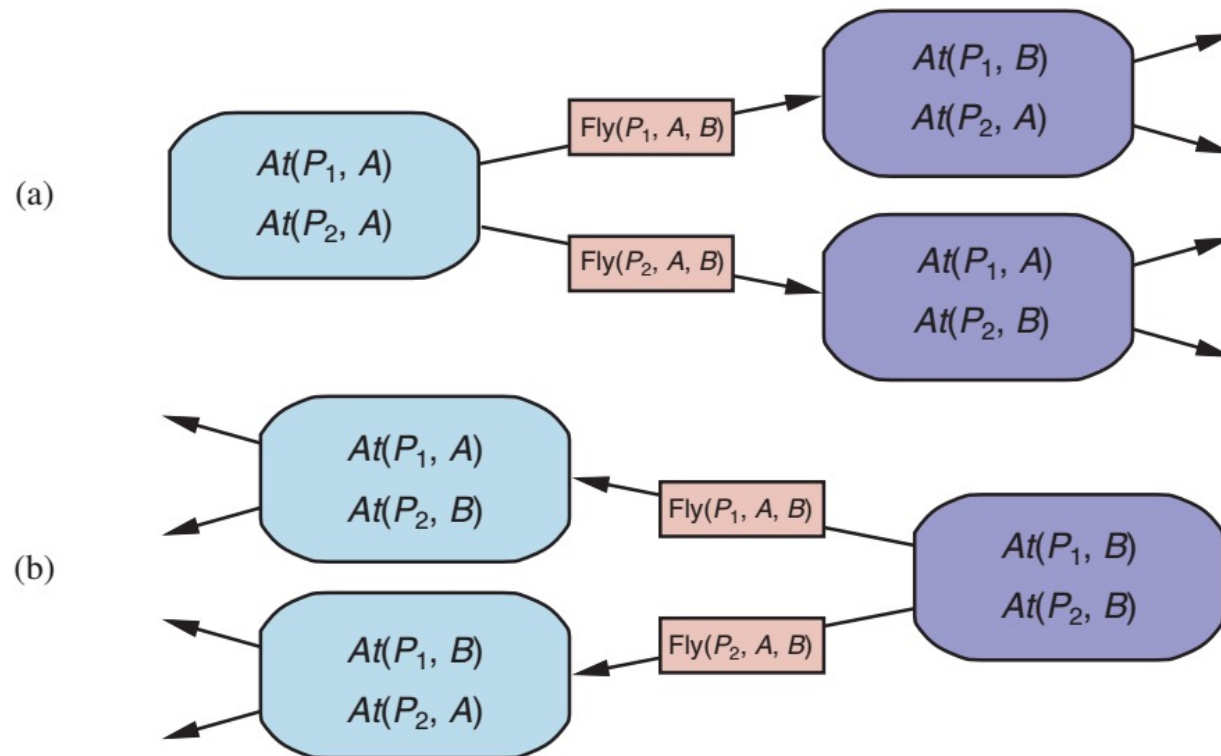 (a)
At(P₁, A)
At(P₂, A)
Fly(P₁, A, B)
Fly(P₂, A, B)
At(P₁, B)
At(P₂, A)
At(P₁, A)
At(P₂, B)
(b)
At(P₁, A)
At(P₂, B)
At(P₁, B)
At(P₂, A)
Fly(P₁, A, B)
Fly(P₂, A, B)
At(P₁, B)
At(P₂, B)